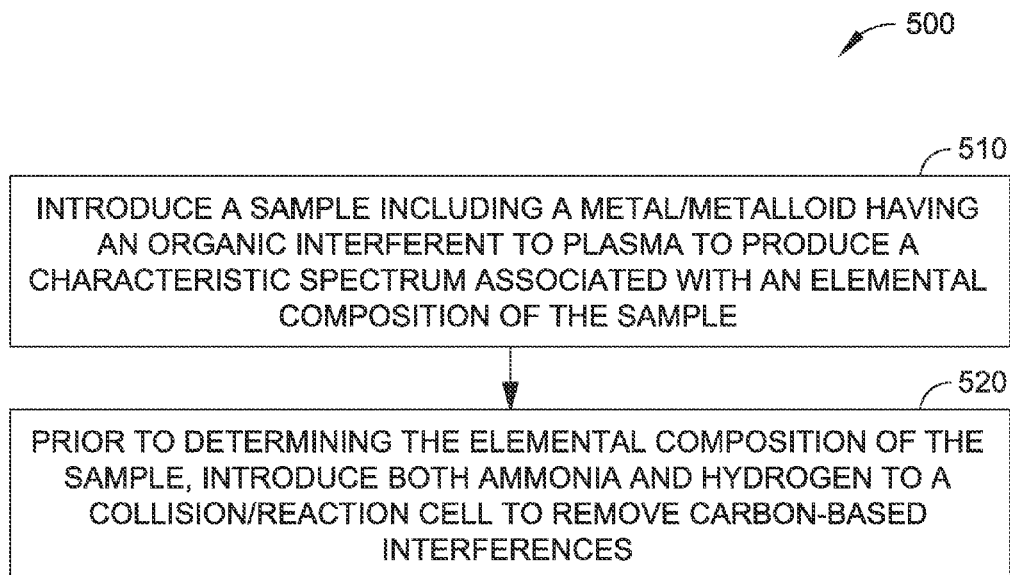 500
510
INTRODUCE A SAMPLE INCLUDING A METAL/METALLOID HAVING
AN ORGANIC INTERFERENT TO PLASMA TO PRODUCE A
CHARACTERISTIC SPECTRUM ASSOCIATED WITH AN ELEMENTAL
COMPOSITION OF THE SAMPLE
520
PRIOR TO DETERMINING THE ELEMENTAL COMPOSITION OF THE
SAMPLE, INTRODUCE BOTH AMMONIA AND HYDROGEN TO A
COLLISION/REACTION CELL TO REMOVE CARBON-BASED
INTERFERENCES